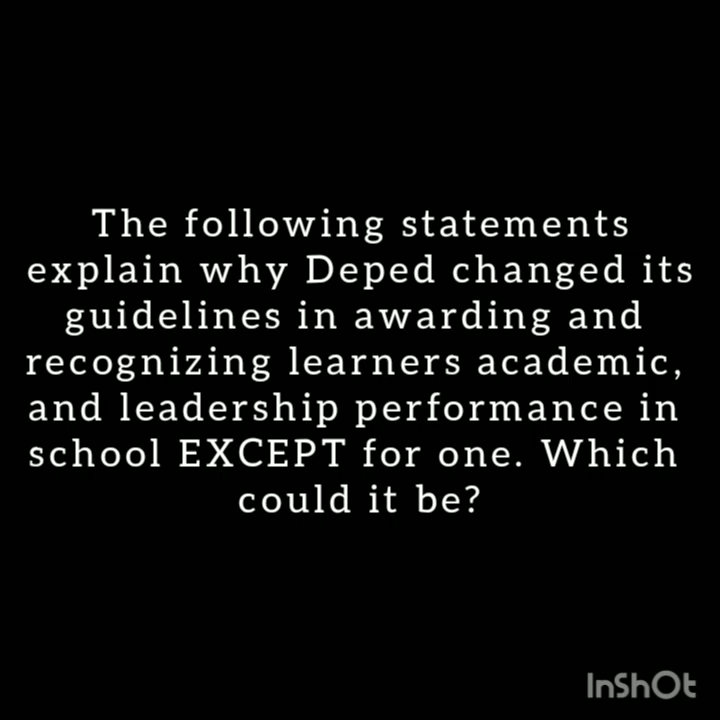 The following statements
explain why Deped changed its
guidelines in awarding and
recognizing learners academic,
and leadership performance in
school EXCEPT for one. Which
could it be?
InShOt